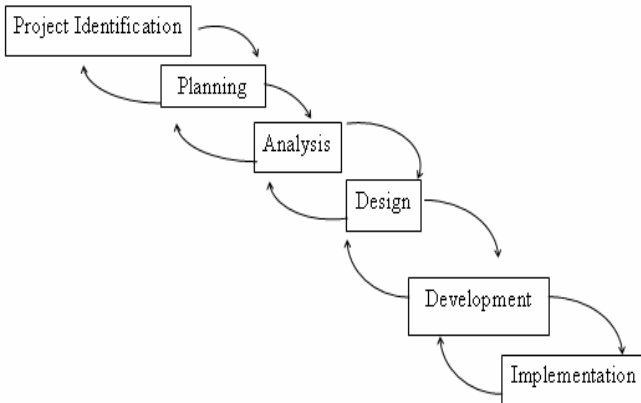 Project Identification
Planning
Analysis
Design
Development
Implementation